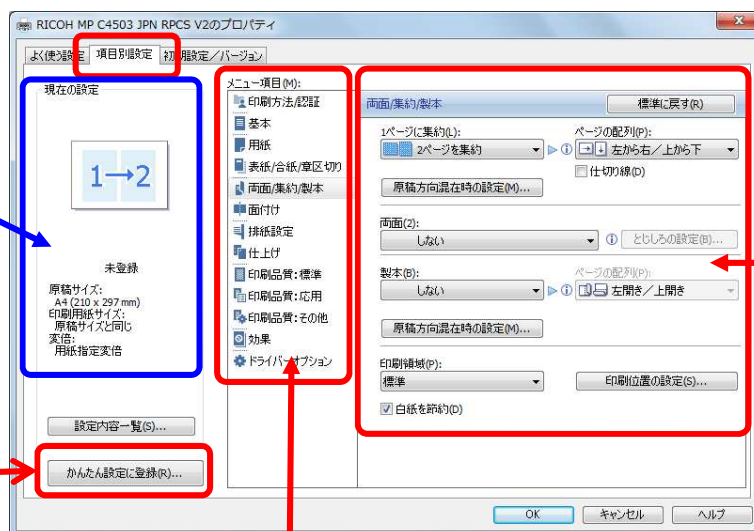 RICOH MP C4503 JPN RPCS V2のプロパティ
よく使う設定 項目別設定 初期設定／バージョン
現在の設定
1→2
未登録
原稿サイズ:
A4 (210 x 297 mm)
印刷用紙サイズ:
原稿サイズと同じ
変倍:
用紙指定変倍
設定内容一覧(S)...
かんたん設定に登録(R)...
メニュー項目(M):
印刷方法/認証
基本
用紙
表紙/合紙/章区切り
両面/集約/製本
面付け
排紙設定
仕上げ
印刷品質:標準
印刷品質:応用
印刷品質:その他
効果
ドライバーオプション
両面/集約/製本 標準に戻す(R)
1ページに集約(L): ページの配列(P):
2ページを集約 左から右／上から下
仕切り線(D)
原稿方向混在時の設定(M)...
両面(2):
しない とじしろの設定(B)...
製本(B): ページの配列(P):
しない 左開き／上開き
原稿方向混在時の設定(M)...
印刷領域(P):
標準 印刷位置の設定(S)...
白紙を節約(D)
OK キャンセル ヘルプ